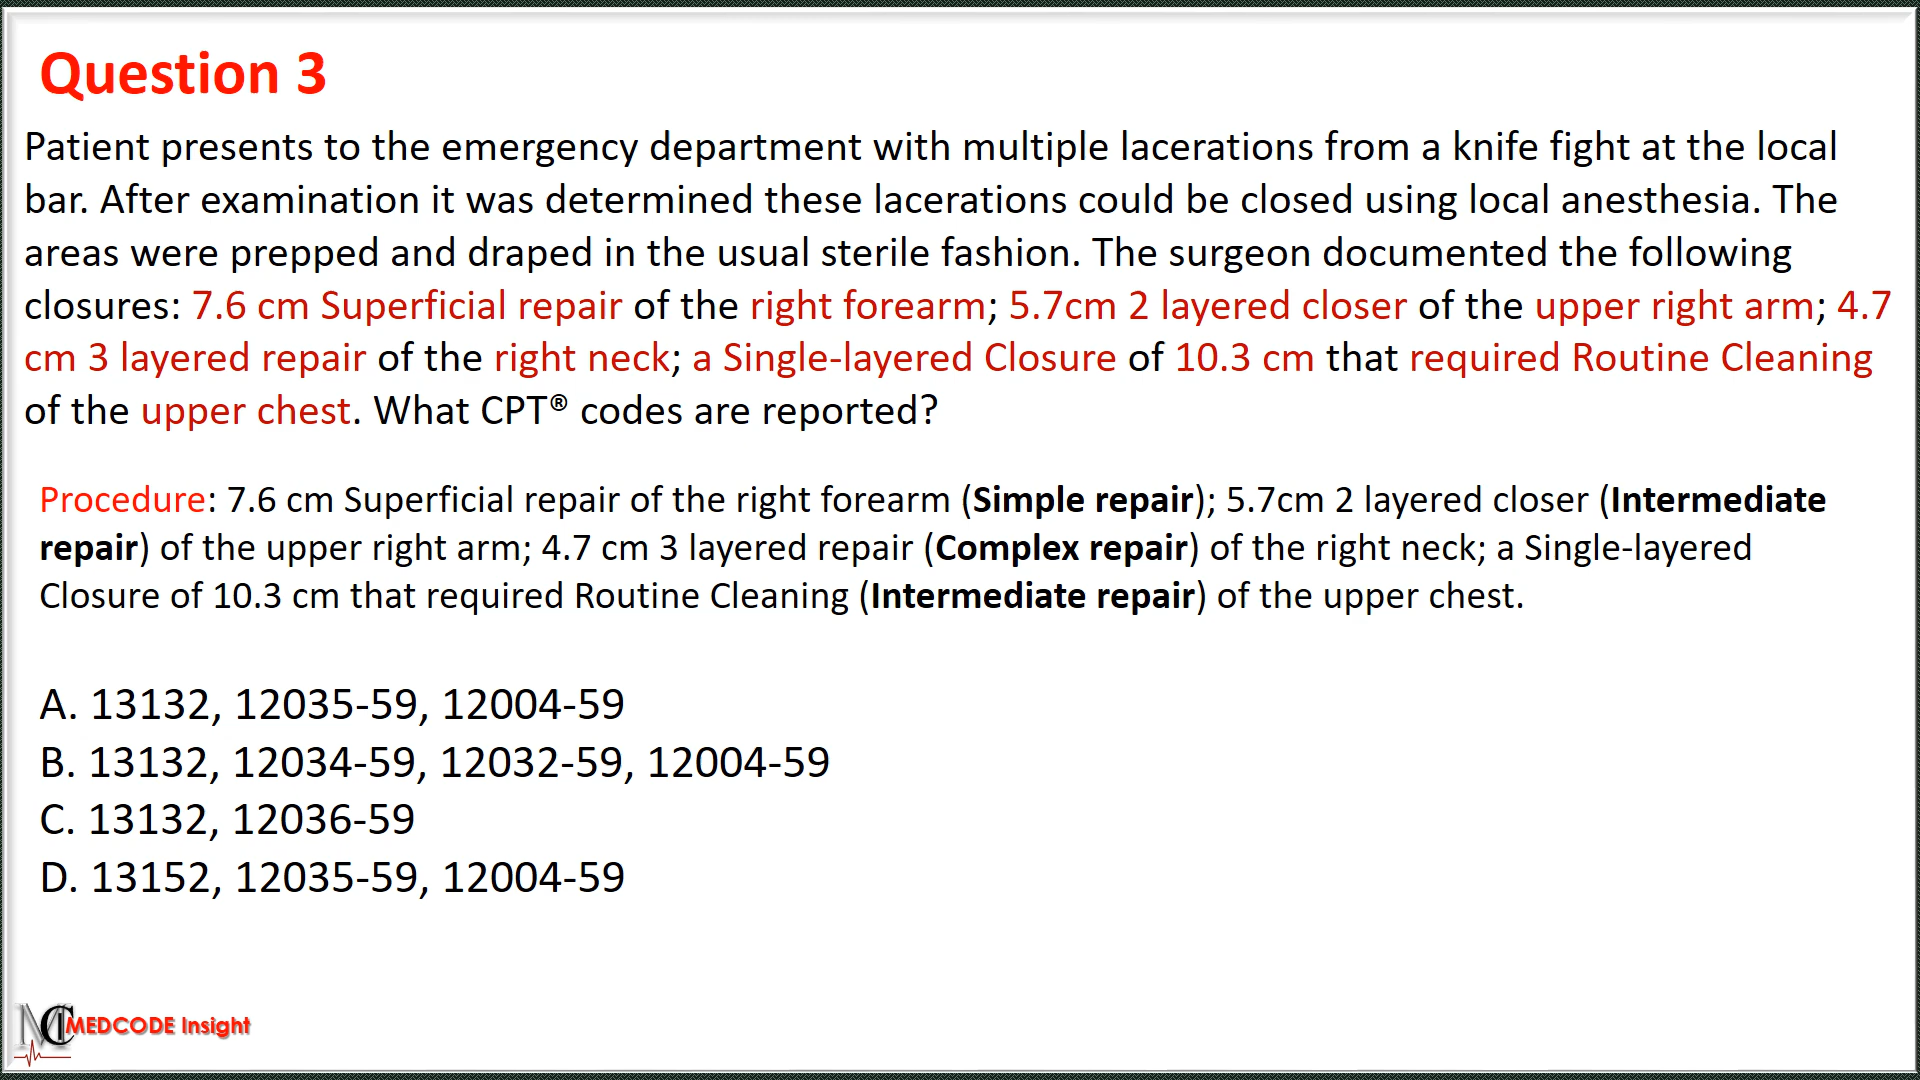 Question 3
Patient presents to the emergency department with multiple lacerations from a knife fight at the local
bar. After examination it was determined these lacerations could be closed using local anesthesia. The
areas were prepped and draped in the usual sterile fashion. The surgeon documented the following
closures: 7.6 cm Superficial repair of the right forearm; 5.7cm 2 layered closer of the upper right arm; 4.7
cm 3 layered repair of the right neck; a Single-layered Closure of 10.3 cm that required Routine Cleaning
of the upper chest. What CPT® codes are reported?
Procedure: 7.6 cm Superficial repair of the right forearm (Simple repair); 5.7cm 2 layered closer (Intermediate
repair) of the upper right arm; 4.7 cm 3 layered repair (Complex repair) of the right neck; a Single-layered
Closure of 10.3 cm that required Routine Cleaning (Intermediate repair) of the upper chest.
A. 13132, 12035-59, 12004-59
B. 13132, 12034-59, 12032-59, 12004-59
C. 13132, 12036-59
D. 13152, 12035-59, 12004-59
MCI MEDCODE Insight